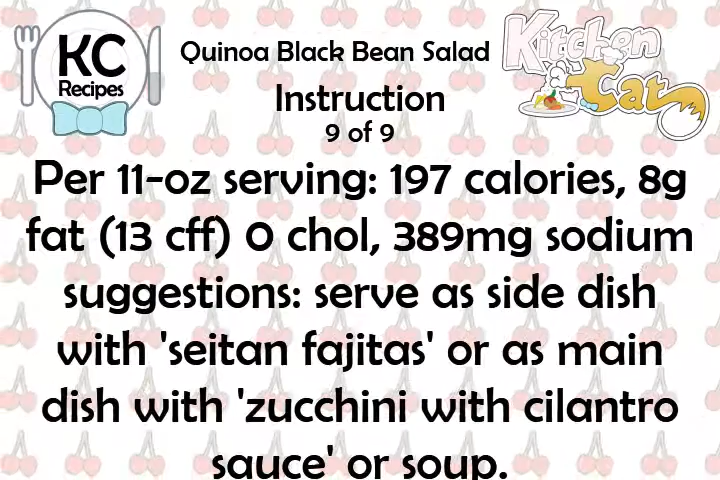 KC
Recipes
Quinoa Black Bean Salad
Kitchen
Cat
Instruction
9 of 9
Per 11-oz serving: 197 calories, 8g
fat (13 cff) 0 chol, 389mg sodium
suggestions: serve as side dish
with 'seitan fajitas' or as main
dish with 'zucchini with cilantro
sauce' or soup.